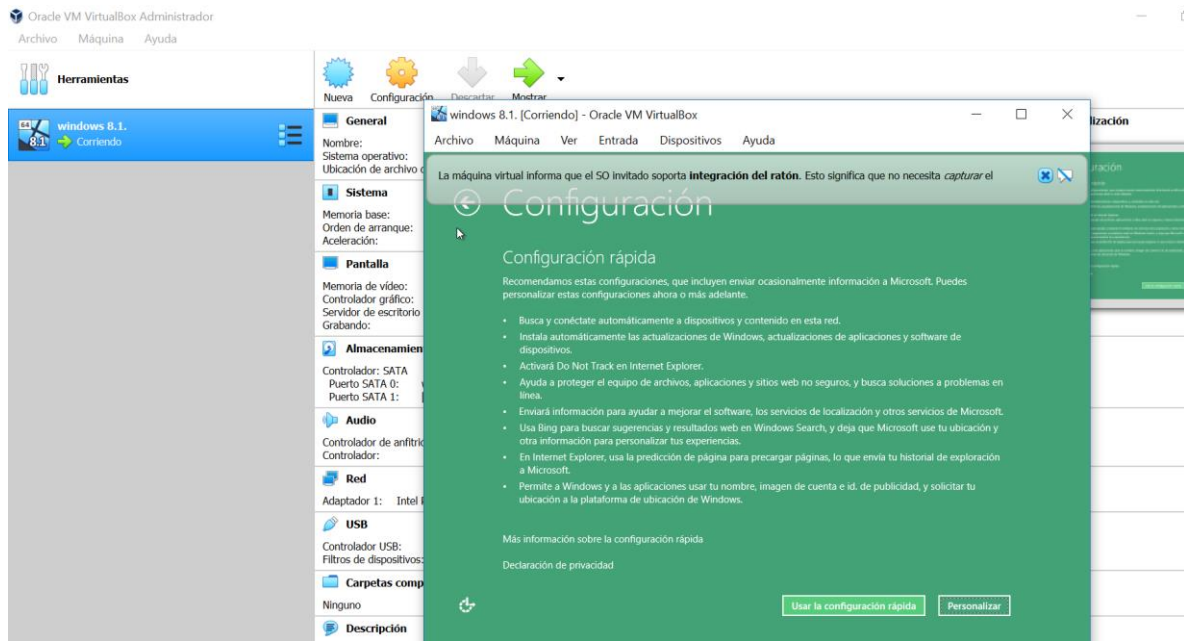 Oracle VM VirtualBox Administrador
Archivo Máquina Ayuda
Herramientas
Nueva Configuración Descartar Mostrar
windows 8.1.
Corriendo
64
8.1
General
Nombre:
Sistema operativo:
Ubicación de archivo
Sistema
Memoria base:
Orden de arranque:
Aceleración:
Pantalla
Memoria de vídeo:
Controlador gráfico:
Servidor de escritorio
Grabando:
Almacenamien
Controlador: SATA
Puerto SATA 0:
Puerto SATA 1:
Audio
Controlador de anfitrió
Controlador:
Red
Adaptador 1: Intel
USB
Controlador USB:
Filtros de dispositivos:
Carpetas comp
Ninguno
Descripción
lización
uración
windows 8.1. [Corriendo] - Oracle VM VirtualBox
Archivo Máquina Ver Entrada Dispositivos Ayuda
La máquina virtual informa que el SO invitado soporta integración del ratón. Esto significa que no necesita capturar el
Configuración
Configuración rápida
Recomendamos estas configuraciones, que incluyen enviar ocasionalmente información a Microsoft. Puedes
personalizar estas configuraciones ahora o más adelante.
• Busca y conéctate automáticamente a dispositivos y contenido en esta red.
• Instala automáticamente las actualizaciones de Windows, actualizaciones de aplicaciones y software de
dispositivos.
• Activará Do Not Track en Internet Explorer.
• Ayuda a proteger el equipo de archivos, aplicaciones y sitios web no seguros, y busca soluciones a problemas en
línea.
• Enviará información para ayudar a mejorar el software, los servicios de localización y otros servicios de Microsoft.
• Usa Bing para buscar sugerencias y resultados web en Windows Search, y deja que Microsoft use tu ubicación y
otra información para personalizar tus experiencias.
• En Internet Explorer, usa la predicción de página para precargar páginas, lo que envía tu historial de exploración
a Microsoft.
• Permite a Windows y a las aplicaciones usar tu nombre, imagen de cuenta e id. de publicidad, y solicitar tu
ubicación a la plataforma de ubicación de Windows.
Más información sobre la configuración rápida
Declaración de privacidad
Usar la configuración rápida Personalizar